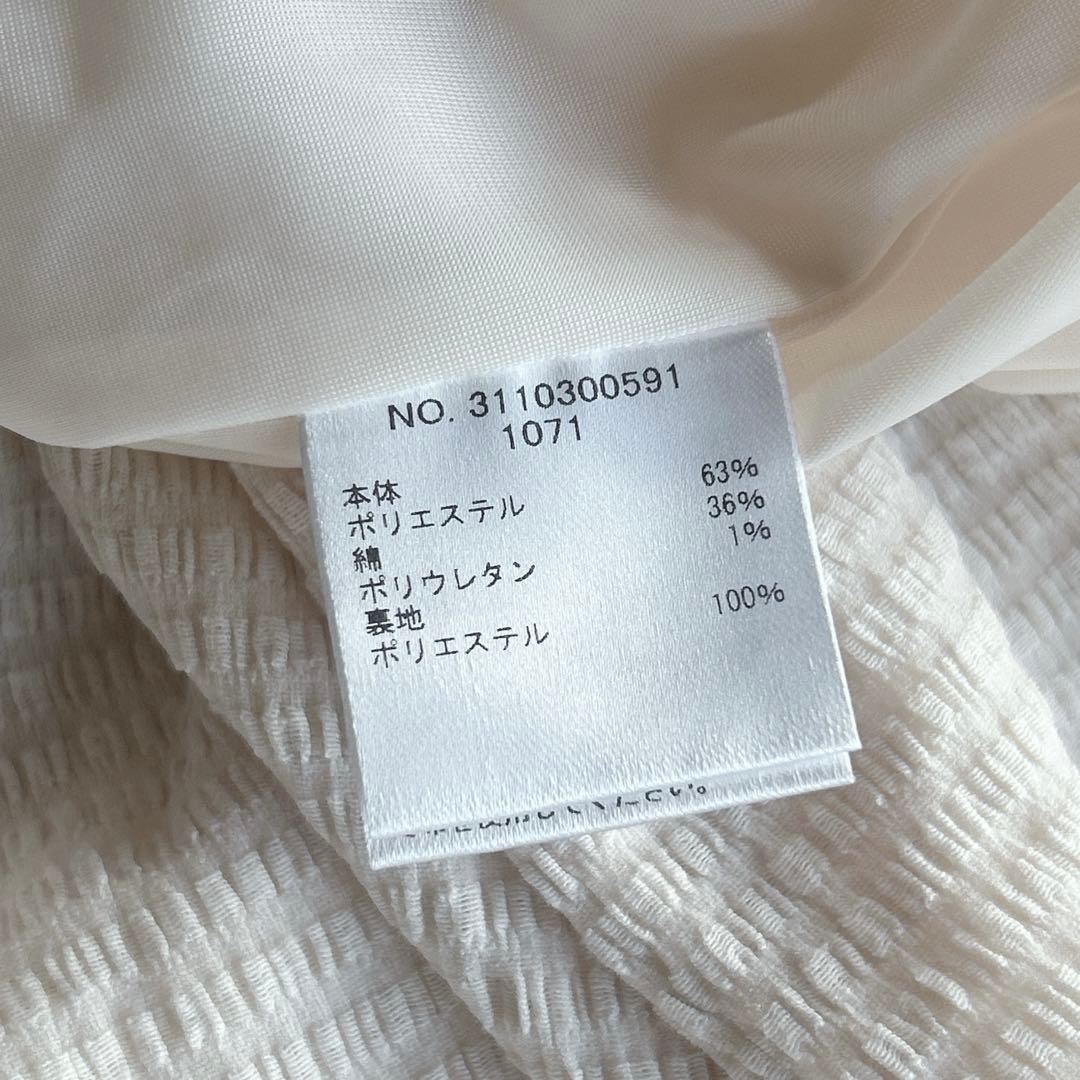 NO. 3110300591
1071
本体
ポリエステル 63%
綿 36%
ポリウレタン 1%
裏地
ポリエステル 100%